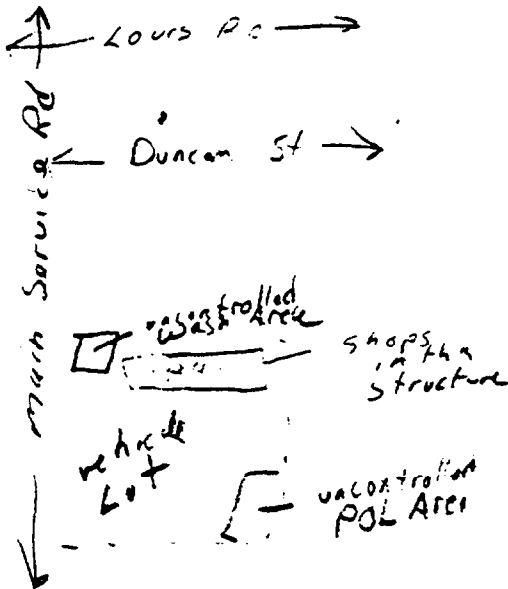 Lours Rd
Main Service Rd
Duncan St
uncontrolled
Wash Area
shops
in the
structure
vehicle
Lot
uncontrolled
POL Area